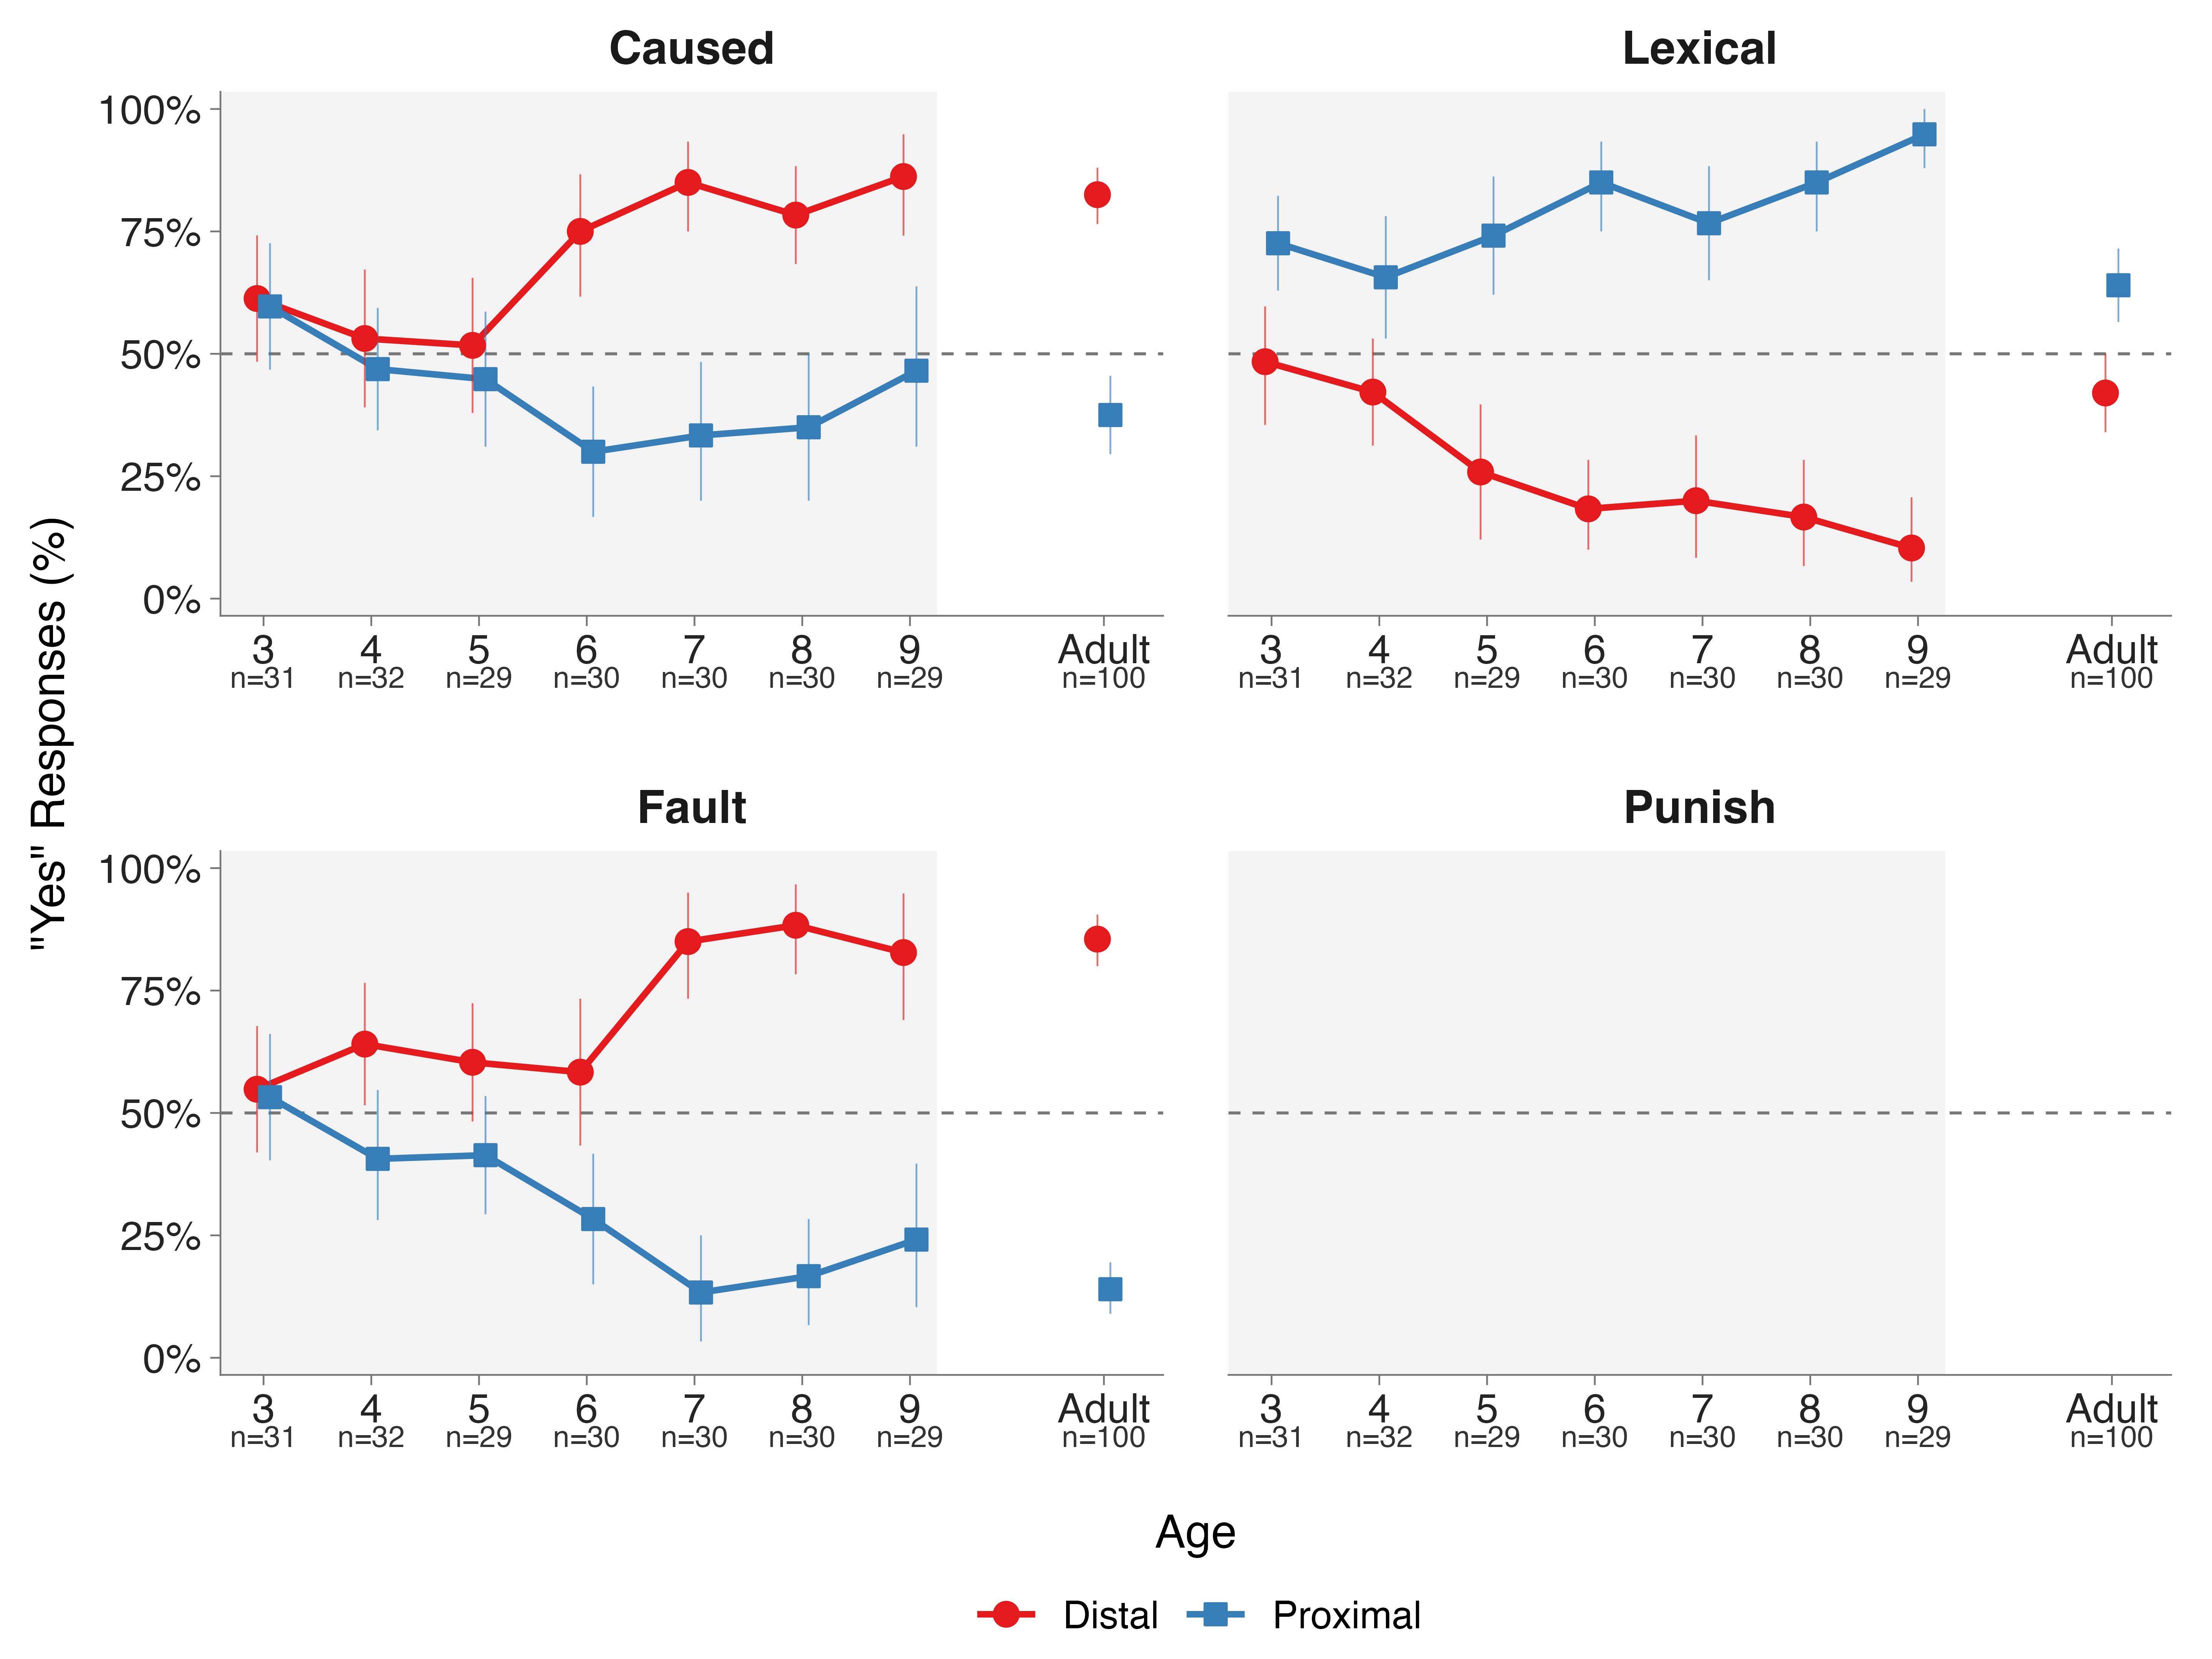 Caused
Lexical
100%
75%
50%
25%
0%
3 4 5 6 7 8 9 Adult
n=31 n=32 n=29 n=30 n=30 n=30 n=29 n=100
3 4 5 6 7 8 9 Adult
n=31 n=32 n=29 n=30 n=30 n=30 n=29 n=100
"Yes" Responses (%)
Fault
Punish
100%
75%
50%
25%
0%
3 4 5 6 7 8 9 Adult
n=31 n=32 n=29 n=30 n=30 n=30 n=29 n=100
3 4 5 6 7 8 9 Adult
n=31 n=32 n=29 n=30 n=30 n=30 n=29 n=100
Age
Distal Proximal